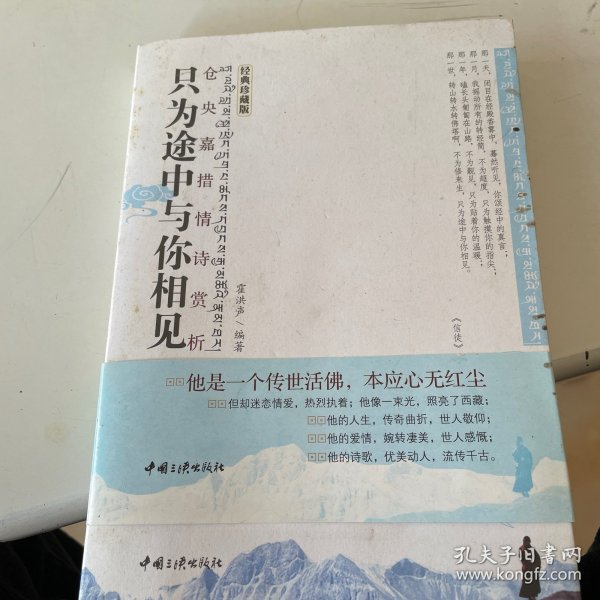 经典珍藏版
只为途中与你相见
仓央嘉措情诗赏析
霍洪声/编著
那一天，闭目在经殿香雾中，蓦然听见，你颂经中的真言；
那一月，我摇动所有的转经筒，不为超度，只为触摸你的指尖；
那一年，磕长头匍匐在山路，不为觐见，只为贴着你的温暖；
那一世，转山转水转佛塔啊，不为修来生，只为途中与你相见。
《信徒》
他是一个传世活佛，本应心无红尘
但却迷恋情爱，热烈执着；他像一束光，照亮了西藏；
他的人生，传奇曲折，世人敬仰；
他的爱情，婉转凄美，世人感慨；
他的诗歌，优美动人，流传千古。
中国三峡出版社
中国三峡出版社
孔夫子旧书网
www.kongfz.com